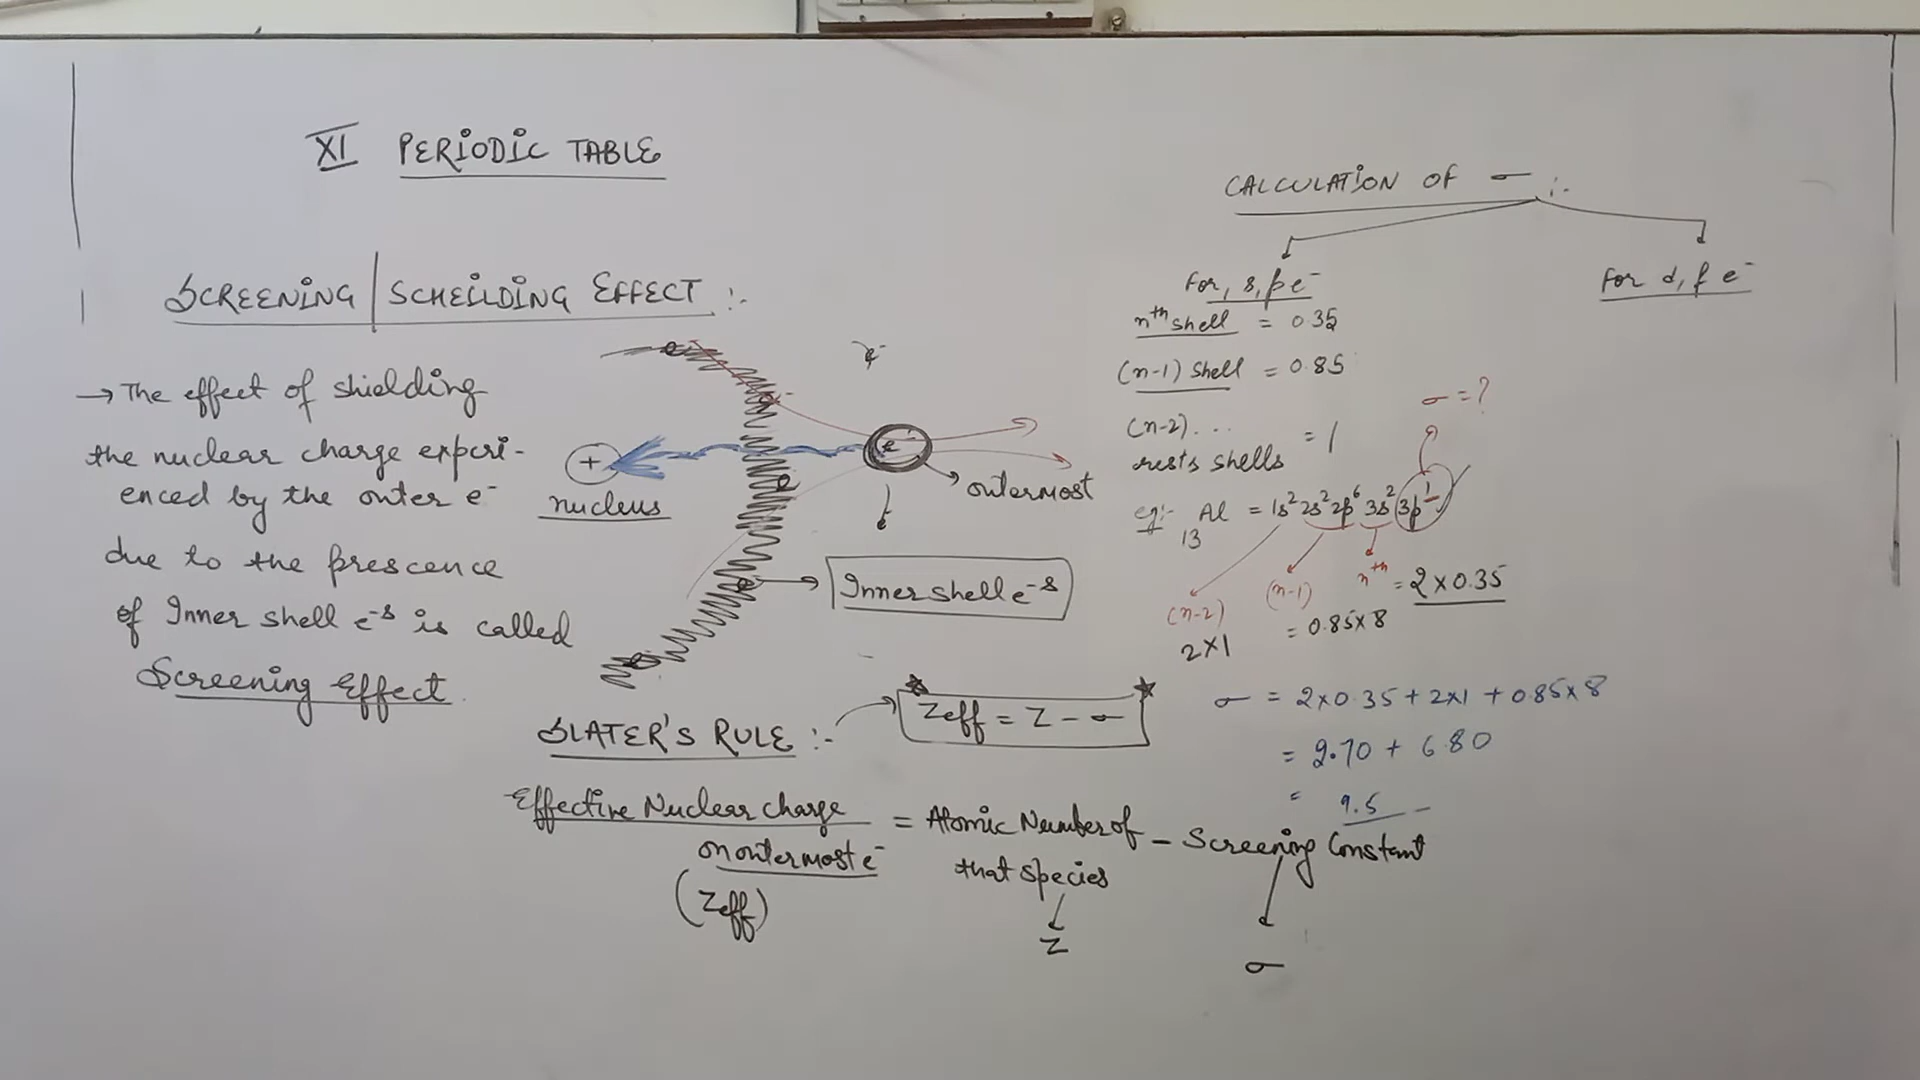 XI PERIODIC TABLE
SCREENING | SCHEILDING EFFECT :-
→ The effect of shielding
the nuclear charge experi-
enced by the outer e⁻
due to the prescence
of Inner shell e⁻s is called
Screening Effect.
e
e⁻
e⁻
+
nucleus
e⁻
outermost
e
e
Inner shell e⁻s
e
SLATER'S RULE :-
Zeff = Z - σ
Effective Nuclear charge
on outermost e⁻
(Zeff)
= Atomic Number of
that species
Z
- Screening Constant
σ
CALCULATION OF σ :-
for, s, p e⁻
nᵗʰ shell = 0.35
(n-1) shell = 0.85
(n-2)...
rests shells = 1
σ = ?
eg:- ₁₃Al = 1s² 2s² 2p⁶ 3s² 3p¹
(n-2)
2×1
(n-1)
= 0.85×8
nᵗʰ = 2×0.35
σ = 2×0.35 + 2×1 + 0.85×8
= 2.70 + 6.80
= 9.5
For d, f e⁻